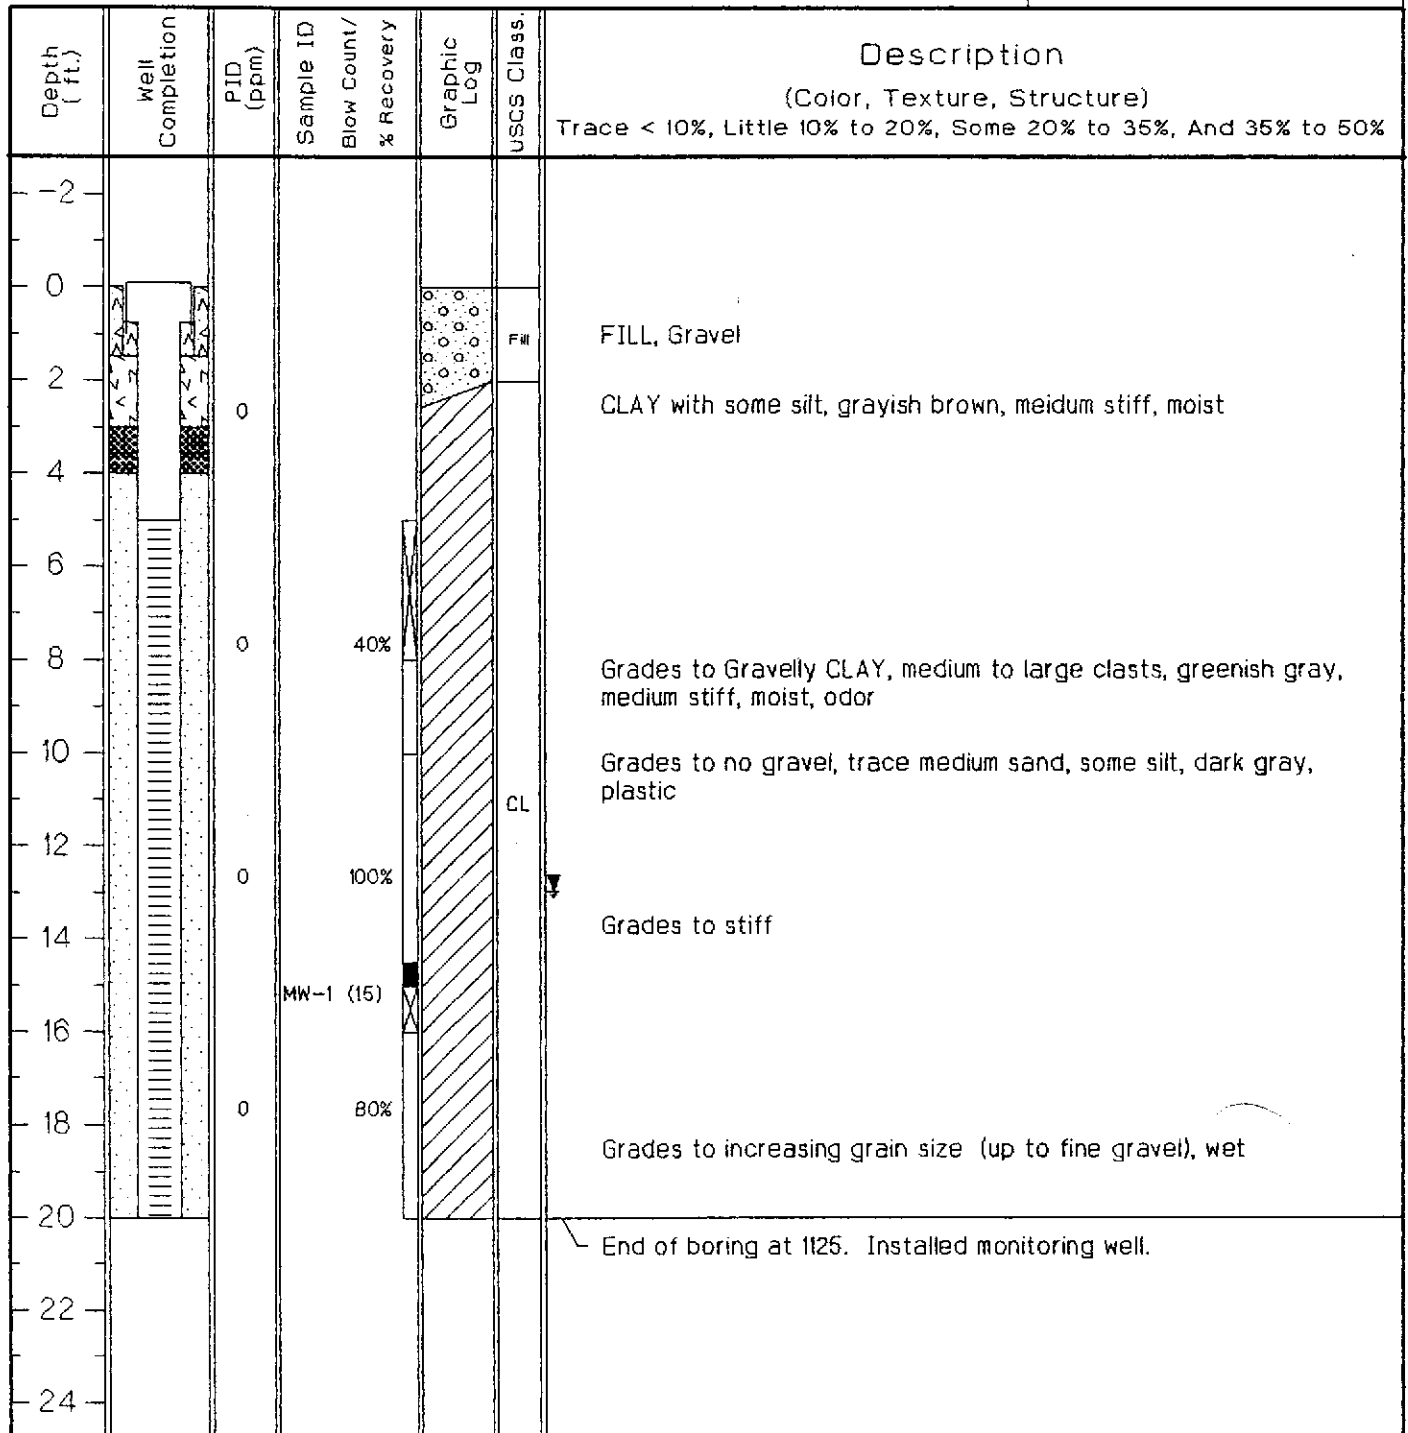 Depth
( ft.)
Well
Completion
PID
(ppm)
Sample ID
Blow Count/
% Recovery
Graphic
Log
USCS Class.
Description
(Color, Texture, Structure)
Trace < 10%, Little 10% to 20%, Some 20% to 35%, And 35% to 50%
-2
0
Fill
FILL, Gravel
2
0
CLAY with some silt, grayish brown, meidum stiff, moist
4
6
0
40%
8
Grades to Gravelly CLAY, medium to large clasts, greenish gray,
medium stiff, moist, odor
10
Grades to no gravel, trace medium sand, some silt, dark gray,
plastic
CL
12
0
100%
14
Grades to stiff
MW-1 (15)
16
0
80%
18
Grades to increasing grain size (up to fine gravel), wet
20
End of boring at 1125. Installed monitoring well.
22
24